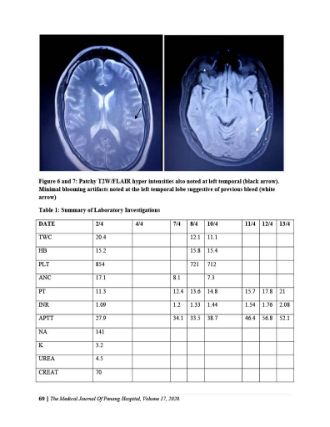 Figure 6 and 7: Patchy T2W/FLAIR hyper intensities also noted at left temporal (black arrow).
Minimal blooming artifacts noted at the left temporal lobe suggestive of previous bleed (white
arrow)
Table 1: Summary of Laboratory Investigations
DATE 2/4 4/4 7/4 8/4 10/4 11/4 12/4 13/4
TWC 20.4 12.1 11.1
HB 15.2 15.8 15.4
PLT 854 721 712
ANC 17.1 8.1 7.3
PT 11.3 12.4 13.6 14.8 15.7 17.8 21
INR 1.09 1.2 1.33 1.44 1.54 1.76 2.08
APTT 27.9 34.1 33.5 38.7 46.4 56.8 52.1
NA 141
K 3.2
UREA 4.5
CREAT 70
69 | The Medical Journal Of Penang Hospital, Volume 17, 2020.